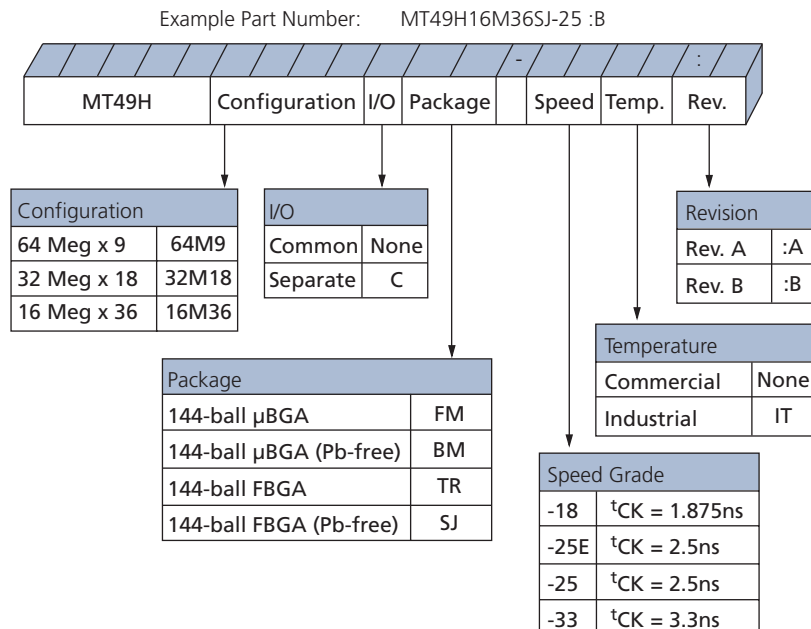 Example Part Number: MT49H16M36SJ-25 :B
- :
MT49H Configuration I/O Package Speed Temp. Rev.
Configuration
64 Meg x 9 64M9
32 Meg x 18 32M18
16 Meg x 36 16M36
I/O
Common None
Separate C
Revision
Rev. A :A
Rev. B :B
Temperature
Commercial None
Industrial IT
Package
144-ball µBGA FM
144-ball µBGA (Pb-free) BM
144-ball FBGA TR
144-ball FBGA (Pb-free) SJ
Speed Grade
-18 tCK = 1.875ns
-25E tCK = 2.5ns
-25 tCK = 2.5ns
-33 tCK = 3.3ns